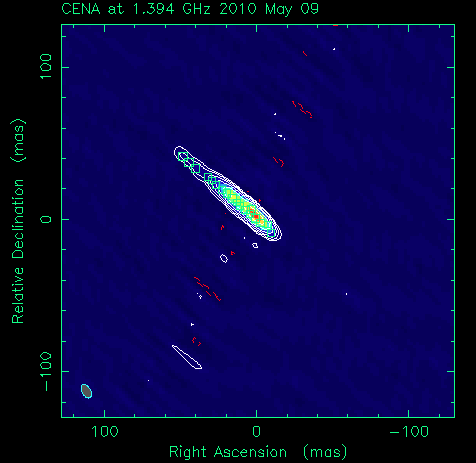 CENA at 1.394 GHz 2010 May 09
100
0
-100
Relative Declination (mas)
100 0 -100
Right Ascension (mas)